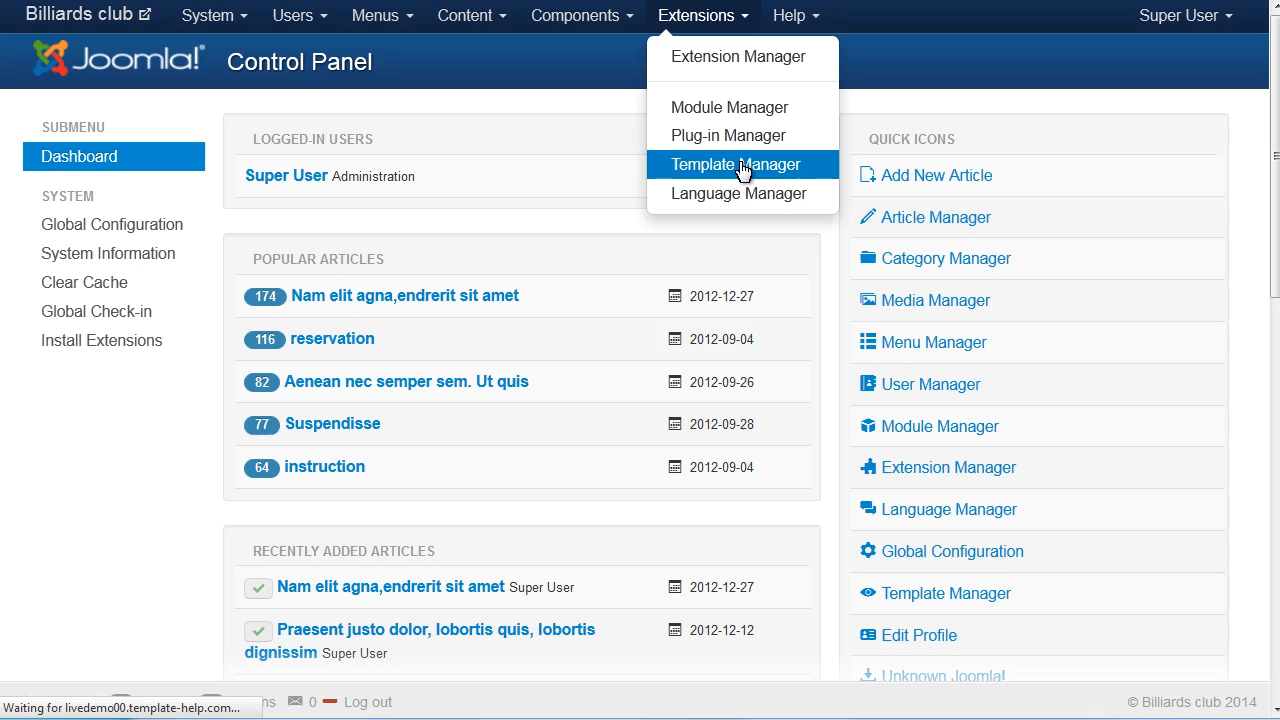 Billiards club System Users Menus Content Components Extensions Help Super User
Joomla! Control Panel
Extension Manager
Module Manager
Plug-in Manager
Template Manager
Language Manager
SUBMENU
Dashboard
SYSTEM
Global Configuration
System Information
Clear Cache
Global Check-in
Install Extensions
LOGGED-IN USERS
Super User Administration
POPULAR ARTICLES
174 Nam elit agna,endrerit sit amet 2012-12-27
116 reservation 2012-09-04
82 Aenean nec semper sem. Ut quis 2012-09-26
77 Suspendisse 2012-09-28
64 instruction 2012-09-04
RECENTLY ADDED ARTICLES
Nam elit agna,endrerit sit amet Super User 2012-12-27
Praesent justo dolor, lobortis quis, lobortis 2012-12-12
dignissim Super User
QUICK ICONS
Add New Article
Article Manager
Category Manager
Media Manager
Menu Manager
User Manager
Module Manager
Extension Manager
Language Manager
Global Configuration
Template Manager
Edit Profile
Unknown Joomla!
Waiting for livedemo00.template-help.com...
0 Log out
© Billiards club 2014